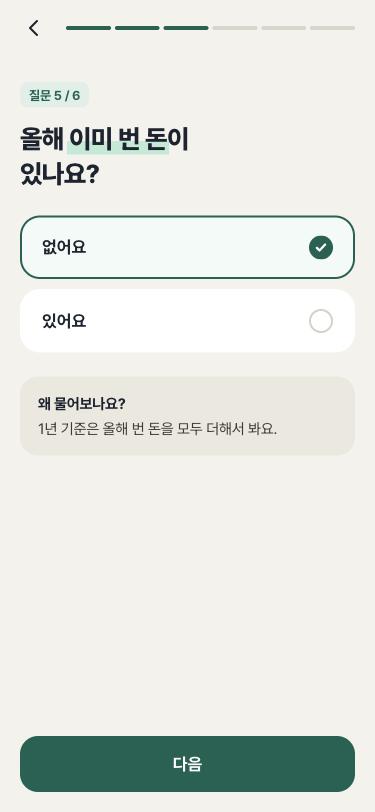 질문 5 / 6
올해 이미 번 돈이
있나요?
없어요
있어요
왜 물어보나요?
1년 기준은 올해 번 돈을 모두 더해서 봐요.
다음